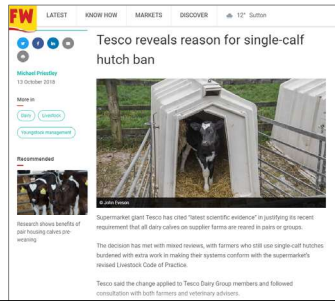 FW
LATEST KNOW HOW MARKETS DISCOVER 12° Sutton
Tesco reveals reason for single-calf
hutch ban
Michael Priestley
13 October 2018
More in
Dairy Livestock
Youngstock management
Recommended
Research shows benefits of
pair housing calves pre-
weaning
© John Eveson
Supermarket giant Tesco has cited "latest scientific evidence" in justifying its recent
requirement that all dairy calves on supplier farms are reared in pairs or groups.
The decision has met with mixed reviews, with farmers who still use single-calf hutches
burdened with extra work in making their systems conform with the supermarket's
revised Livestock Code of Practice.
Tesco said the change applied to Tesco Dairy Group members and followed
consultation with both farmers and veterinary advisers.